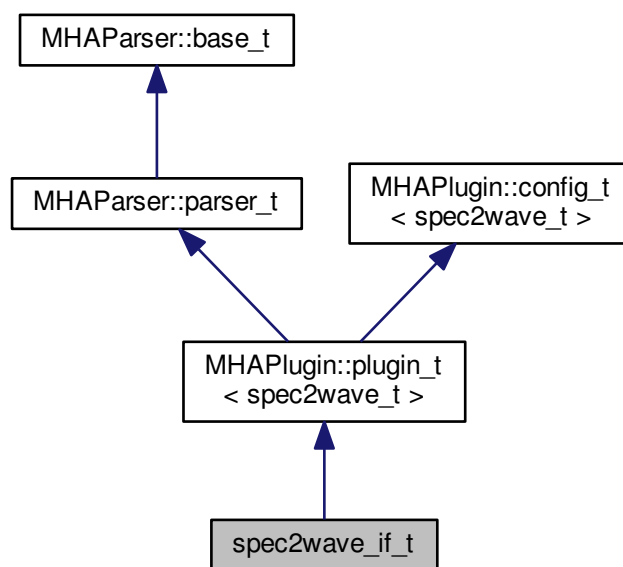 MHAParser::base_t
MHAParser::parser_t
MHAPlugin::config_t
< spec2wave_t >
MHAPlugin::plugin_t
< spec2wave_t >
spec2wave_if_t